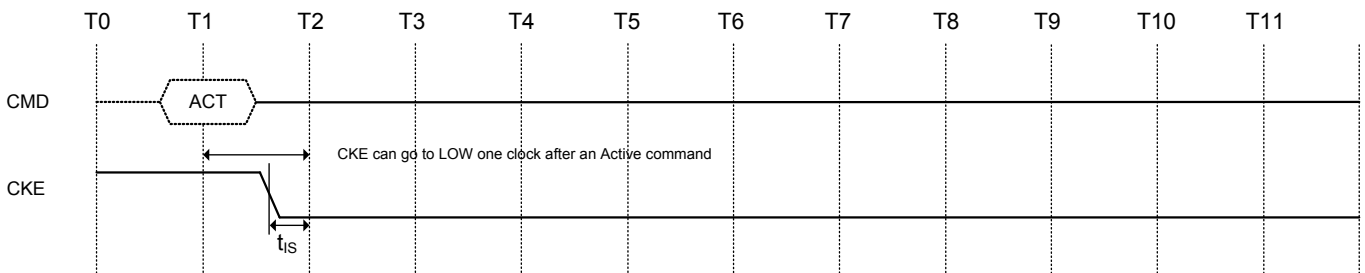 T0 T1 T2 T3 T4 T5 T6 T7 T8 T9 T10 T11
CMD ACT
CKE can go to LOW one clock after an Active command
CKE
tIS